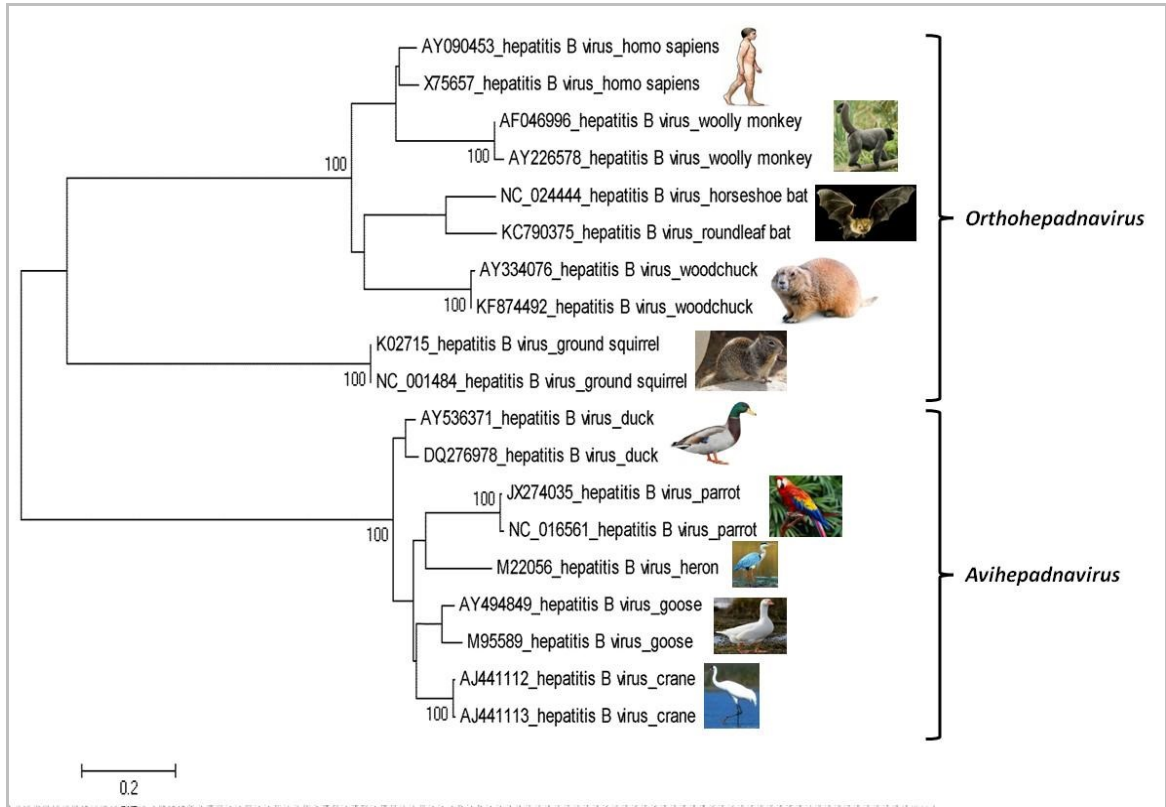 AY090453_hepatitis B virus_homo sapiens
X75657_hepatitis B virus_homo sapiens
AF046996_hepatitis B virus_woolly monkey
100
AY226578_hepatitis B virus_woolly monkey
100
NC_024444_hepatitis B virus_horseshoe bat
KC790375_hepatitis B virus_roundleaf bat
Orthohepadnavirus
AY334076_hepatitis B virus_woodchuck
100
KF874492_hepatitis B virus_woodchuck
K02715_hepatitis B virus_ground squirrel
100
NC_001484_hepatitis B virus_ground squirrel
AY536371_hepatitis B virus_duck
DQ276978_hepatitis B virus_duck
100
JX274035_hepatitis B virus_parrot
100
NC_016561_hepatitis B virus_parrot
M22056_hepatitis B virus_heron
Avihepadnavirus
AY494849_hepatitis B virus_goose
M95589_hepatitis B virus_goose
AJ441112_hepatitis B virus_crane
100
AJ441113_hepatitis B virus_crane
0.2